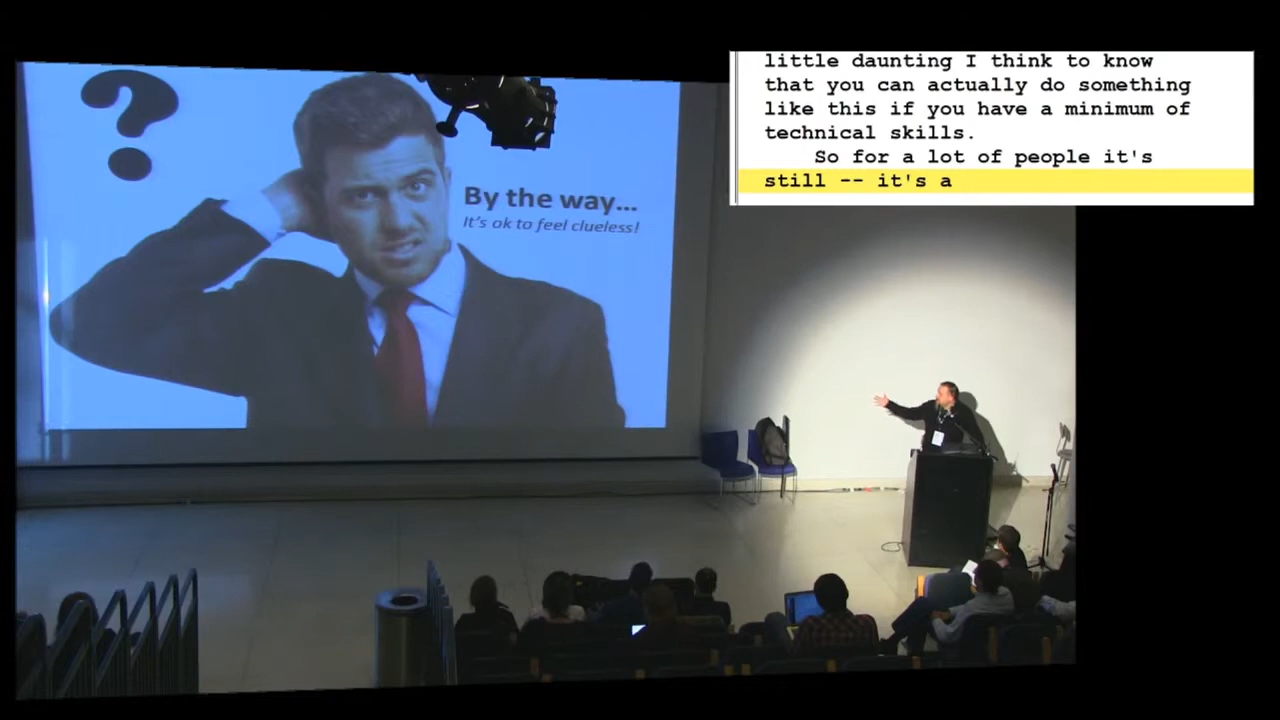 ?
By the way...
It's ok to feel clueless!
little daunting I think to know
that you can actually do something
like this if you have a minimum of
technical skills.
So for a lot of people it's
still -- it's a